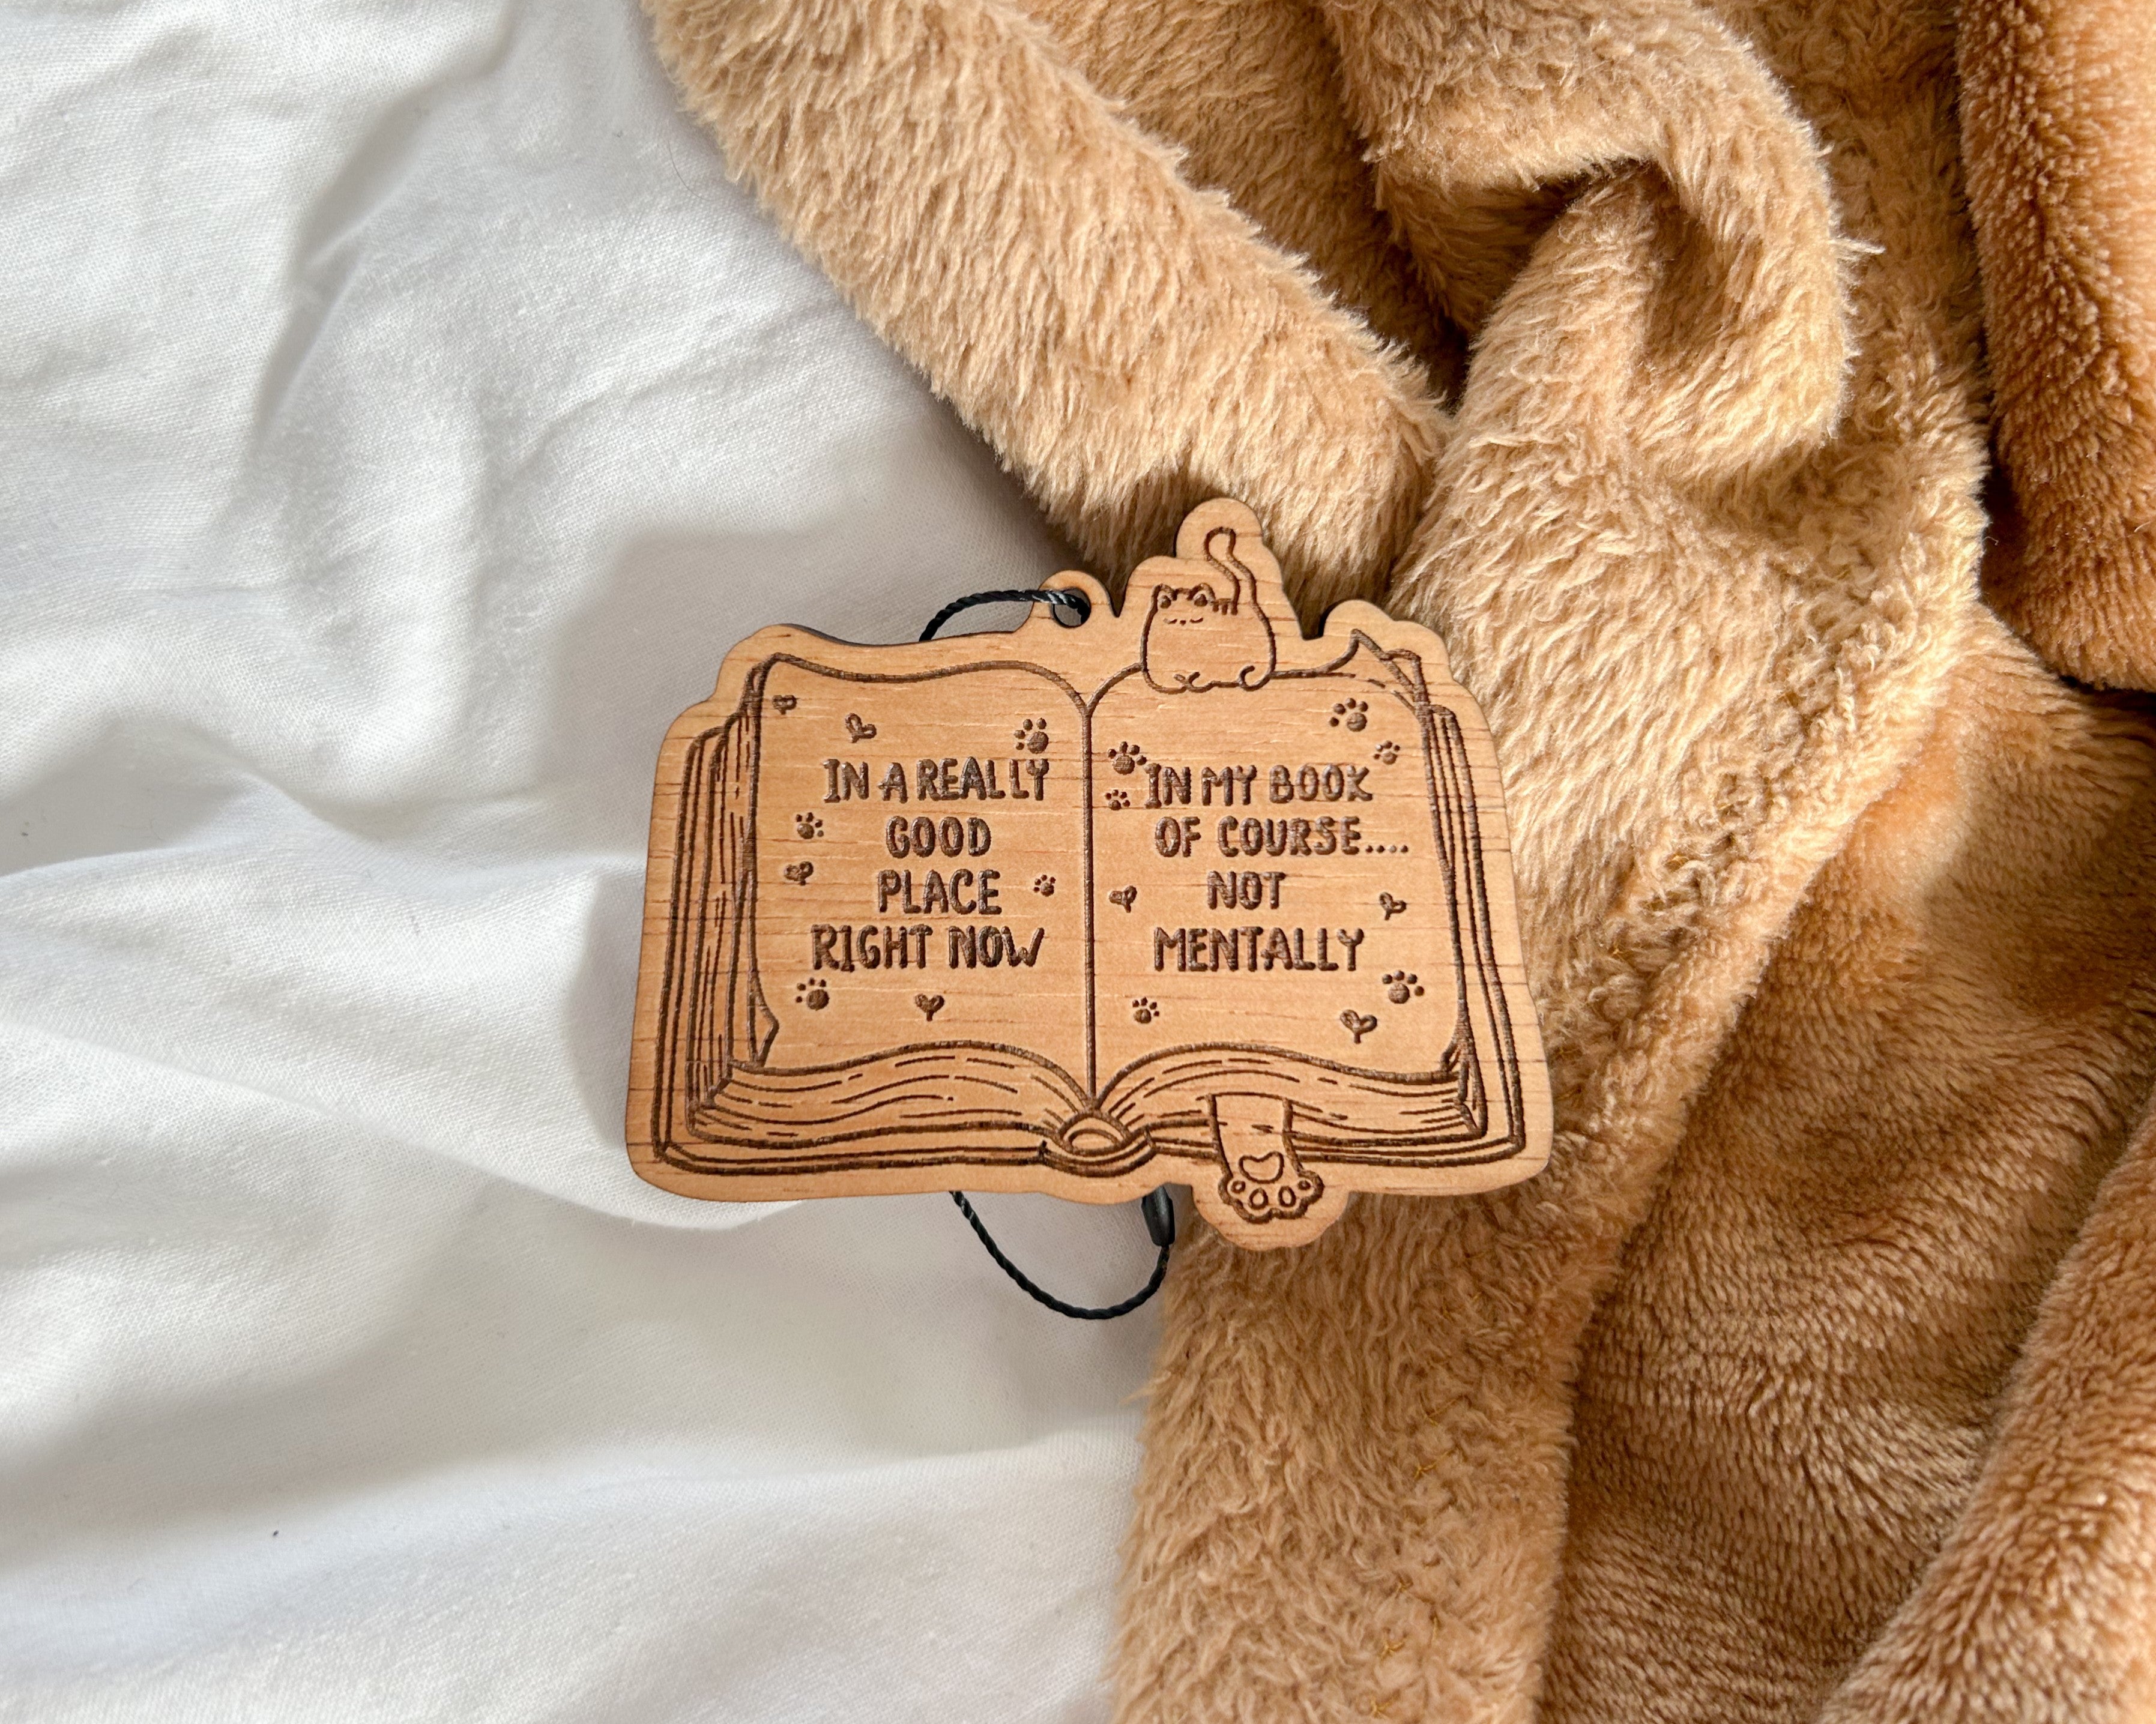 IN A REALLY
GOOD
PLACE
RIGHT NOW
IN MY BOOK
OF COURSE....
NOT
MENTALLY